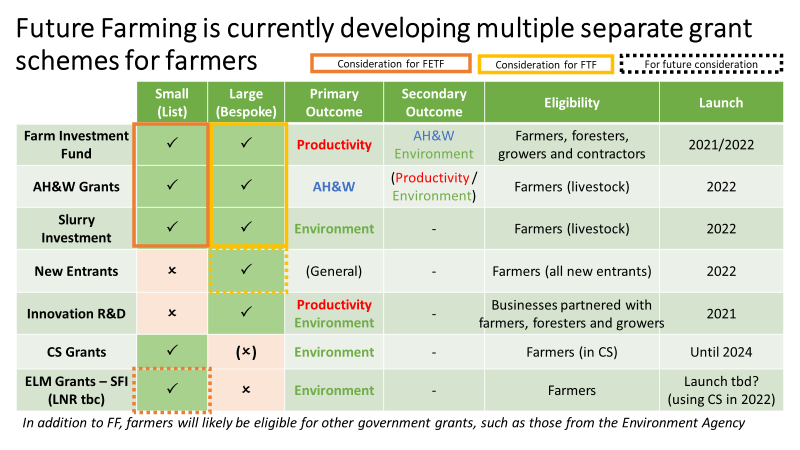 Future Farming is currently developing multiple separate grant
schemes for farmers
Consideration for FETF
Consideration for FTF
For future consideration
Small
(List)
Large
(Bespoke)
Primary
Outcome
Secondary
Outcome
Eligibility
Launch
Farm Investment
Fund
✓
✓
Productivity
AH&W
Environment
Farmers, foresters,
growers and contractors
2021/2022
AH&W Grants
✓
✓
AH&W
(Productivity /
Environment)
Farmers (livestock)
2022
Slurry
Investment
✓
✓
Environment
-
Farmers (livestock)
2022
New Entrants
×
✓
(General)
-
Farmers (all new entrants)
2022
Innovation R&D
×
✓
Productivity
Environment
-
Businesses partnered with
farmers, foresters and growers
2021
CS Grants
✓
(×)
Environment
-
Farmers (in CS)
Until 2024
ELM Grants – SFI
(LNR tbc)
✓
×
Environment
-
Farmers
Launch tbd?
(using CS in 2022)
In addition to FF, farmers will likely be eligible for other government grants, such as those from the Environment Agency